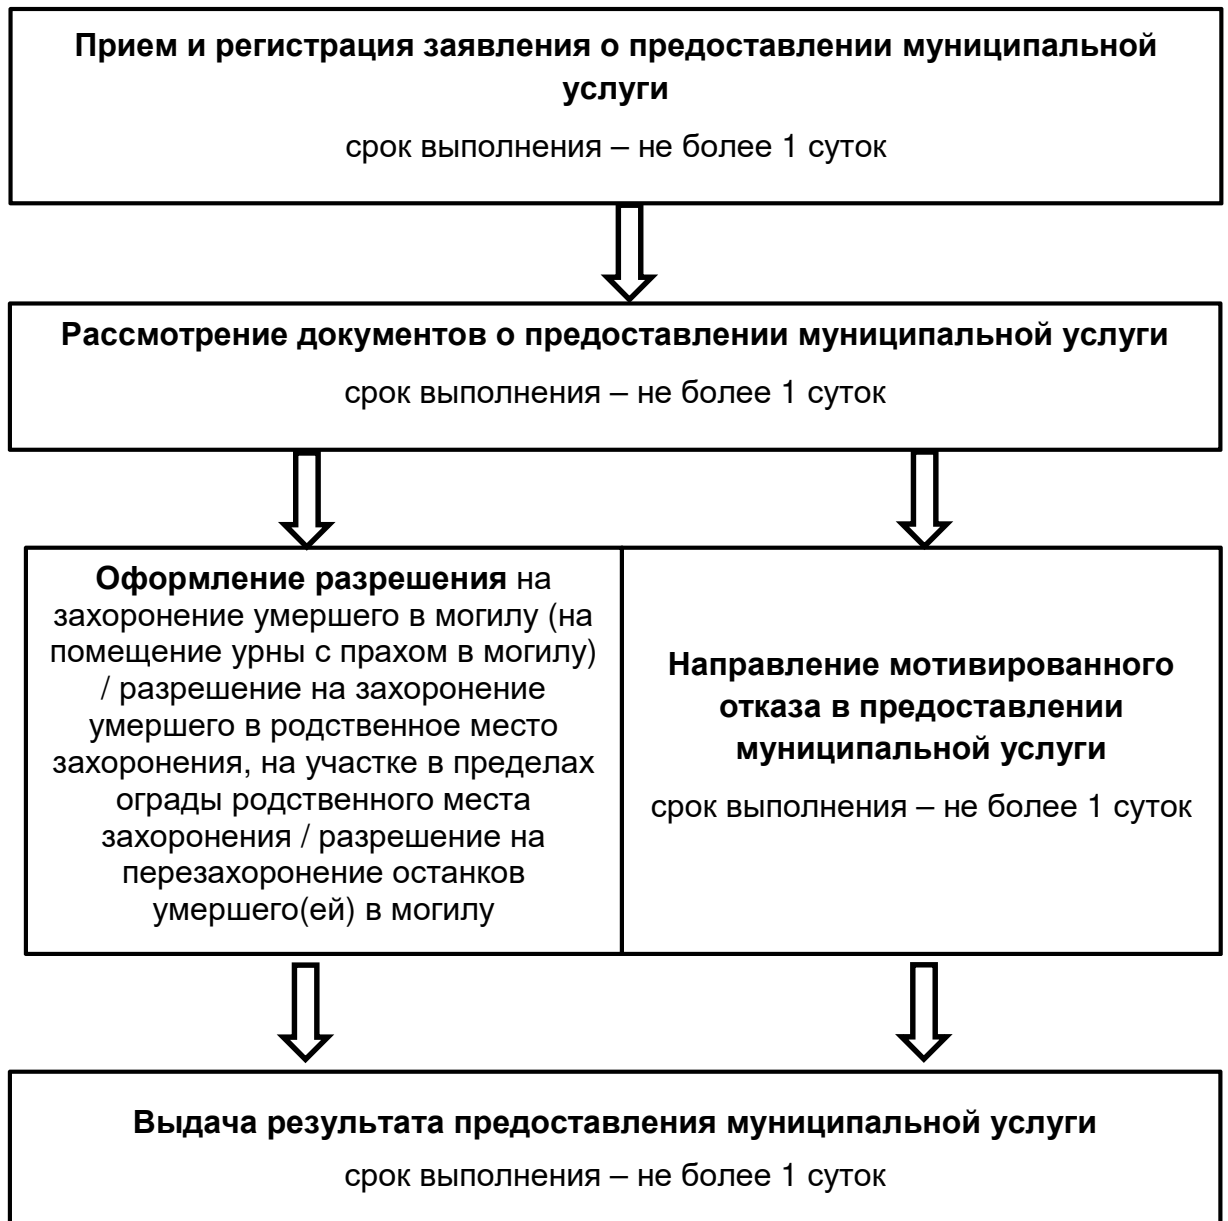 Прием и регистрация заявления о предоставлении муниципальной
услуги
срок выполнения – не более 1 суток
Рассмотрение документов о предоставлении муниципальной услуги
срок выполнения – не более 1 суток
Оформление разрешения на
захоронение умершего в могилу (на
помещение урны с прахом в могилу)
/ разрешение на захоронение
умершего в родственное место
захоронения, на участке в пределах
ограды родственного места
захоронения / разрешение на
перезахоронение останков
умершего(ей) в могилу
Направление мотивированного
отказа в предоставлении
муниципальной услуги
срок выполнения – не более 1 суток
Выдача результата предоставления муниципальной услуги
срок выполнения – не более 1 суток